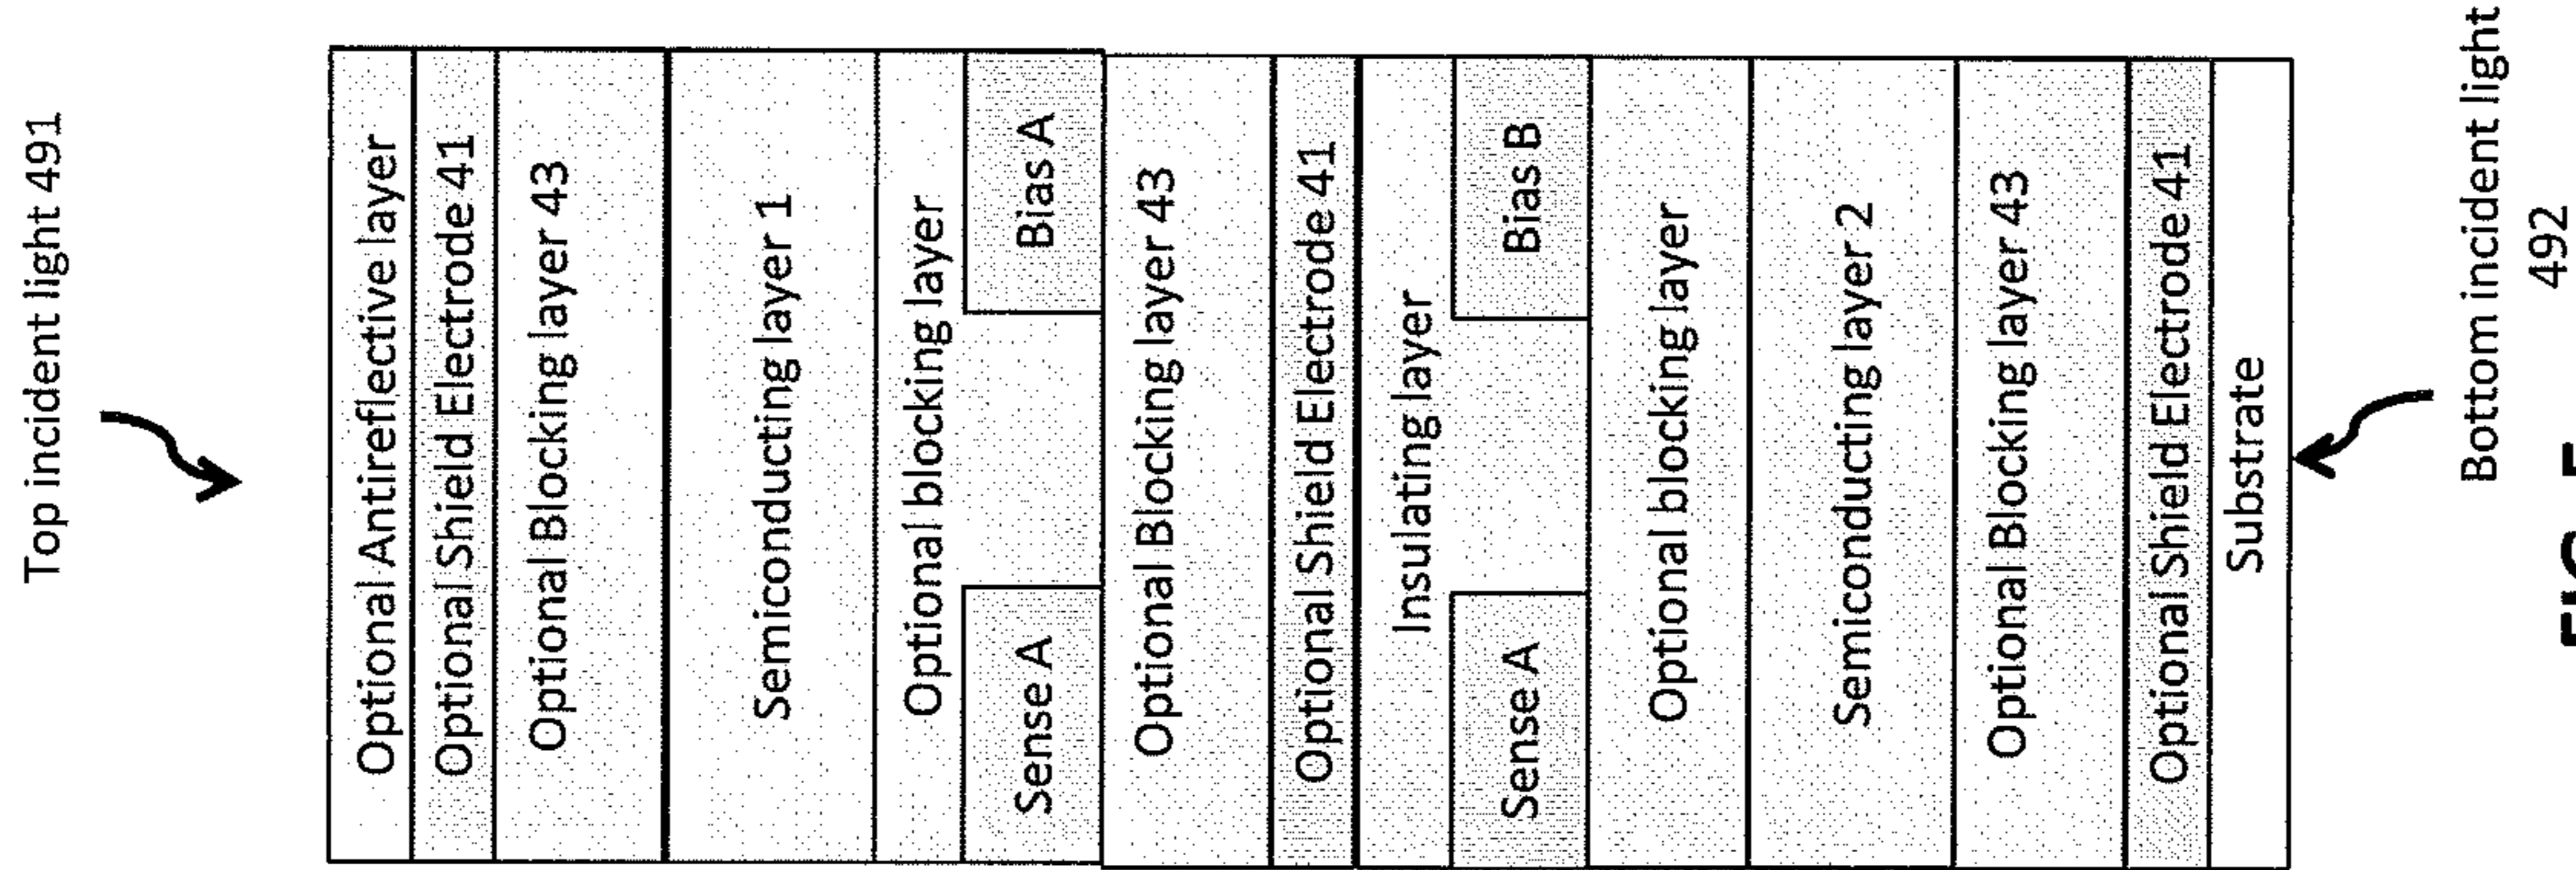 Top incident light 491
Optional Antireflective layer
Optional Shield Electrode 41
Optional Blocking layer 43
Semiconducting layer 1
Optional blocking layer
Sense A
Bias A
Optional Blocking layer 43
Optional Shield Electrode 41
Insulating layer
Sense A
Bias B
Optional blocking layer
Semiconducting layer 2
Optional Blocking layer 43
Optional Shield Electrode 41
Substrate
Bottom incident light
492